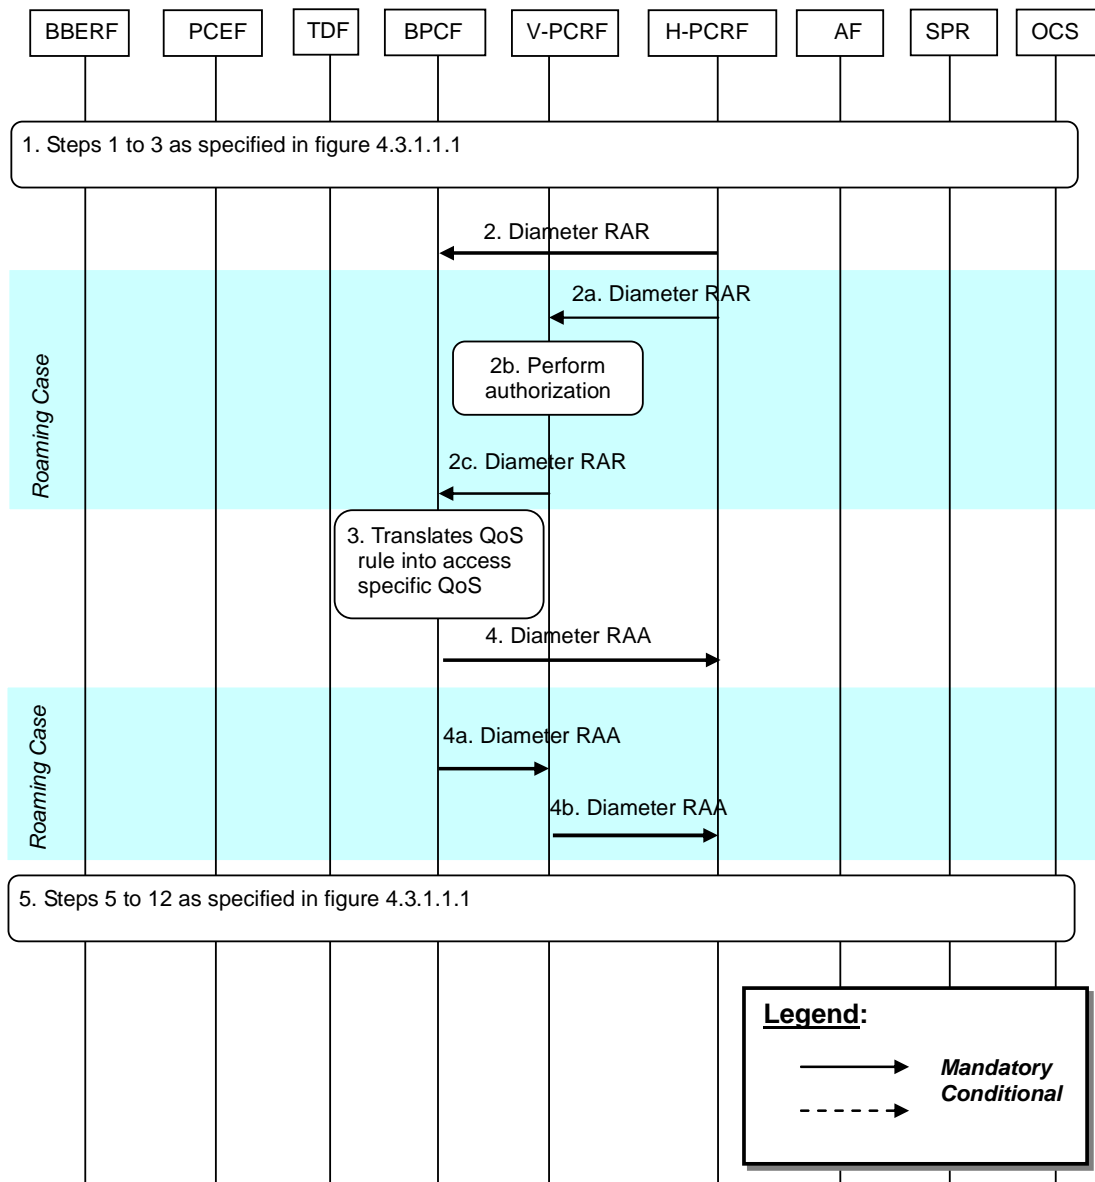 BBERF PCEF TDF BPCF V-PCRF H-PCRF AF SPR OCS
1. Steps 1 to 3 as specified in figure 4.3.1.1.1
2. Diameter RAR
Roaming Case
2a. Diameter RAR
2b. Perform
authorization
2c. Diameter RAR
3. Translates QoS
rule into access
specific QoS
4. Diameter RAA
Roaming Case
4a. Diameter RAA
4b. Diameter RAA
5. Steps 5 to 12 as specified in figure 4.3.1.1.1
Legend:
Mandatory
Conditional